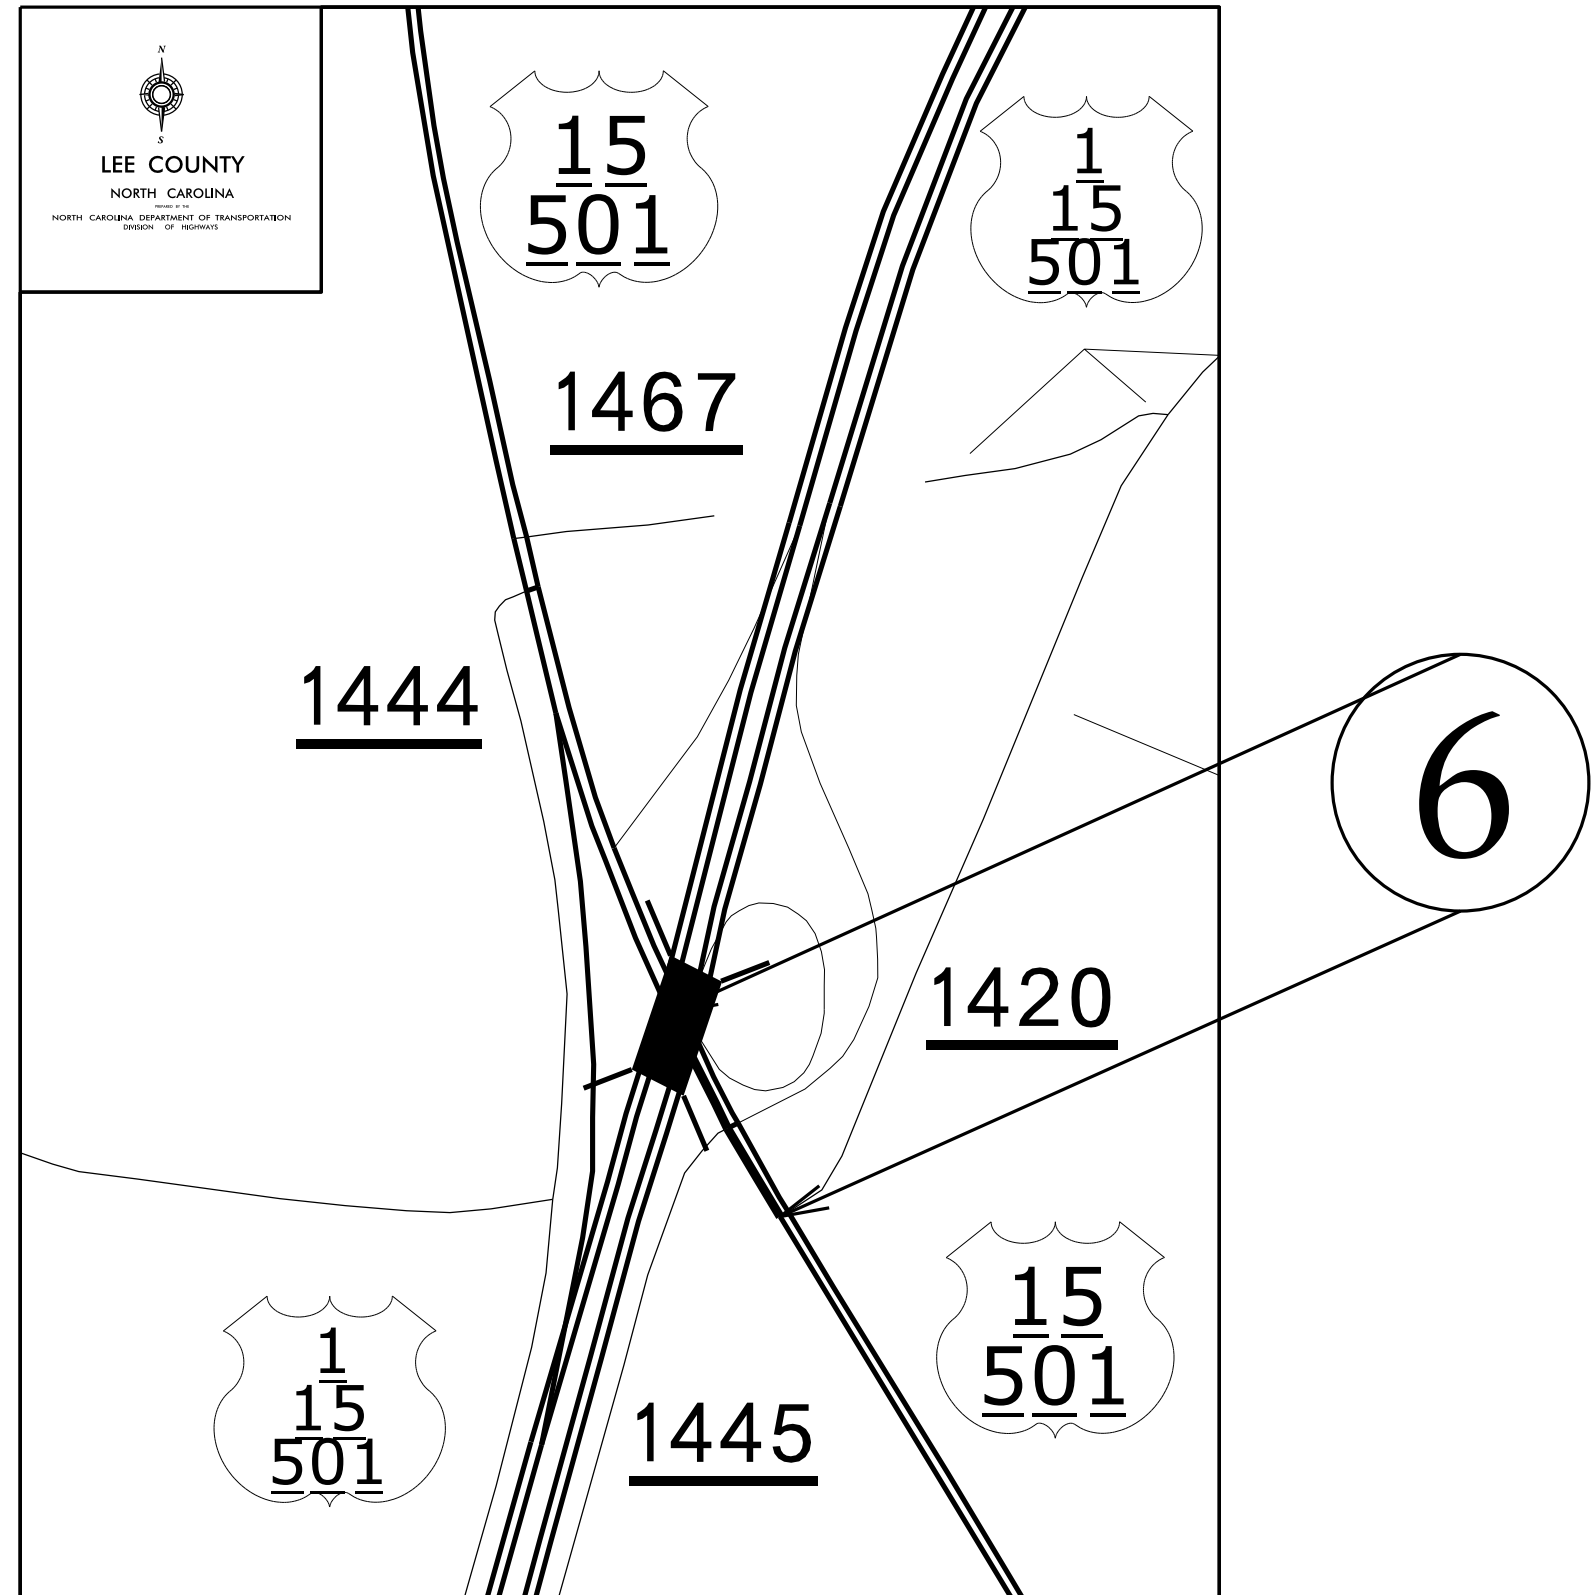 N
S
LEE COUNTY
NORTH CAROLINA
PREPARED BY THE
NORTH CAROLINA DEPARTMENT OF TRANSPORTATION
DIVISION OF HIGHWAYS
15
501
1
15
501
1467
1444
6
1420
15
501
1
15
501
1445